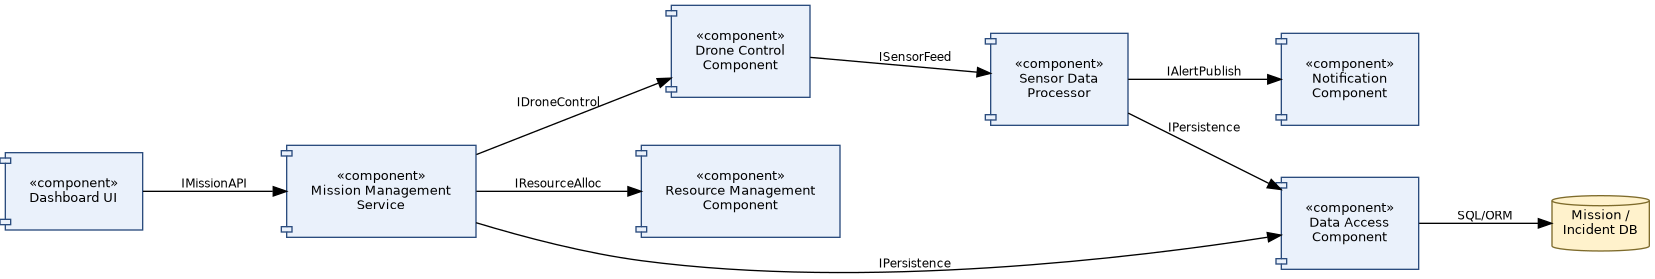 «component»
Dashboard UI
IMissionAPI
«component»
Mission Management
Service
IDroneControl
IResourceAlloc
IPersistence
«component»
Drone Control
Component
«component»
Resource Management
Component
ISensorFeed
«component»
Sensor Data
Processor
IAlertPublish
IPersistence
«component»
Notification
Component
«component»
Data Access
Component
SQL/ORM
Mission /
Incident DB